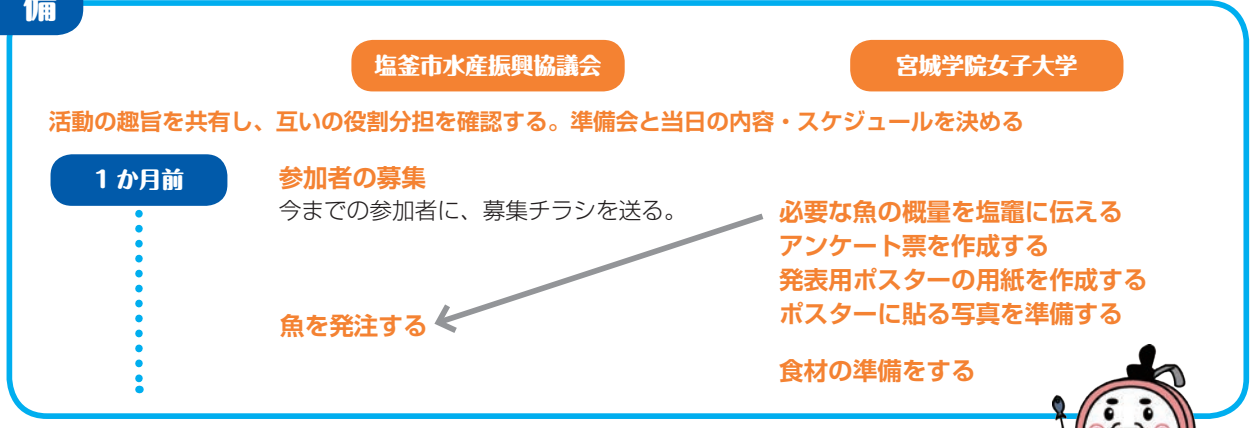 備
塩釜市水産振興協議会
宮城学院女子大学
活動の趣旨を共有し、互いの役割分担を確認する。準備会と当日の内容・スケジュールを決める
1か月前
参加者の募集
今までの参加者に、募集チラシを送る。
必要な魚の概量を塩竈に伝える
アンケート票を作成する
発表用ポスターの用紙を作成する
ポスターに貼る写真を準備する
魚を発注する
食材の準備をする